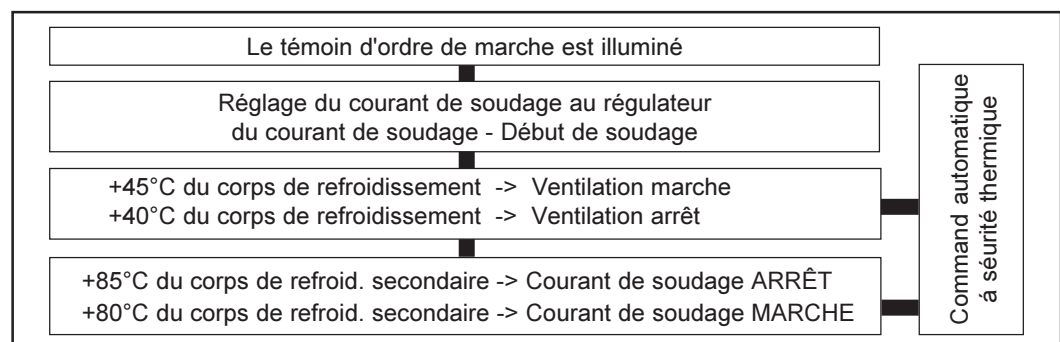 Le témoin d'ordre de marche est illuminé
Réglage du courant de soudage au régulateur
du courant de soudage - Début de soudage
+45°C du corps de refroidissement -> Ventilation marche
+40°C du corps de refroidissement -> Ventilation arrêt
+85°C du corps de refroid. secondaire -> Courant de soudage ARRÊT
+80°C du corps de refroid. secondaire -> Courant de soudage MARCHE
Command automatique
á séurité thermique